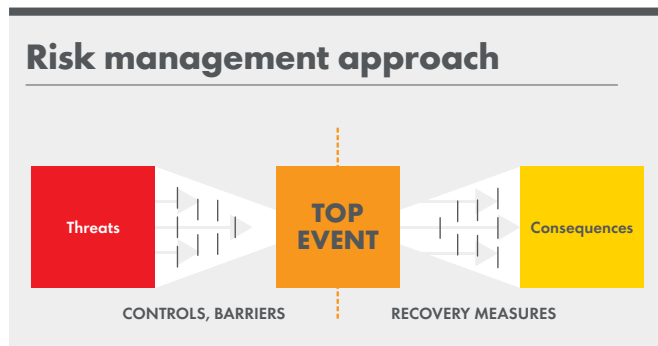 Risk management approach
Threats
TOP
EVENT
Consequences
CONTROLS, BARRIERS
RECOVERY MEASURES